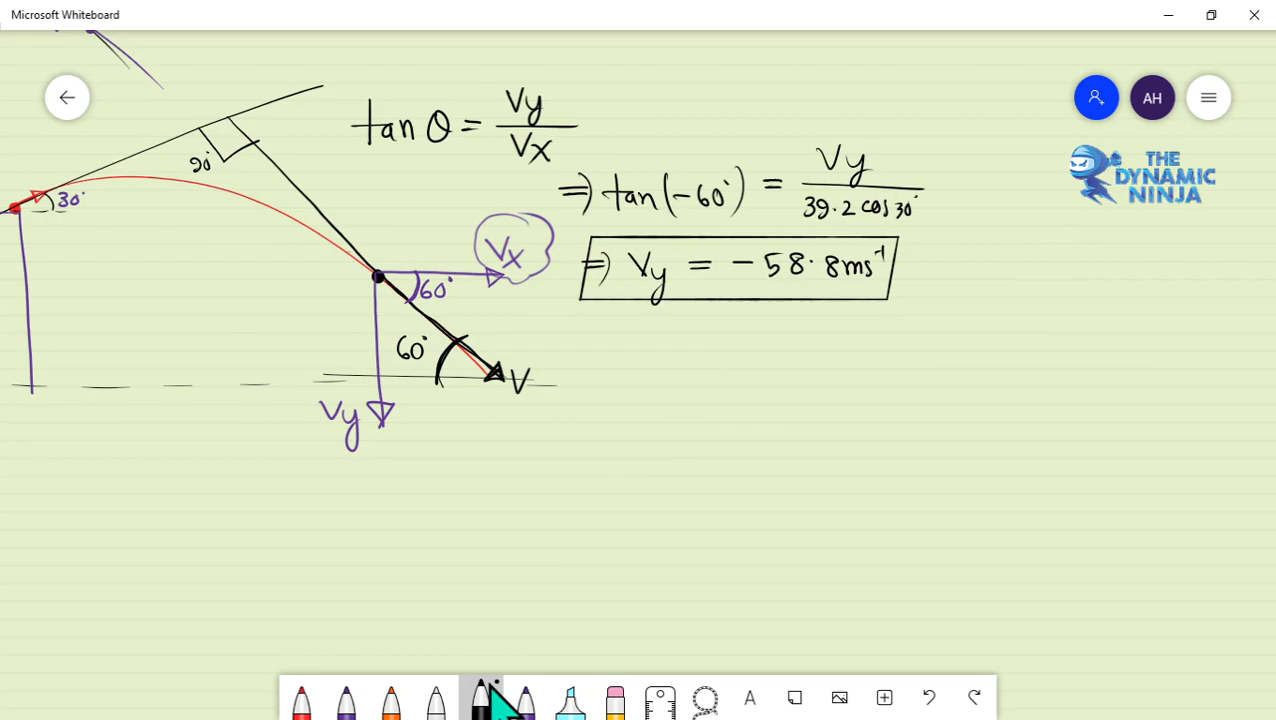 Microsoft Whiteboard
AH
THE
DYNAMIC
NINJA
tan θ = Vy / Vx
⇒ tan(-60°) = Vy / 39.2 cos 30°
⇒ Vy = -58.8ms⁻¹
90°
30°
Vx
60°
60°
V
Vy
A